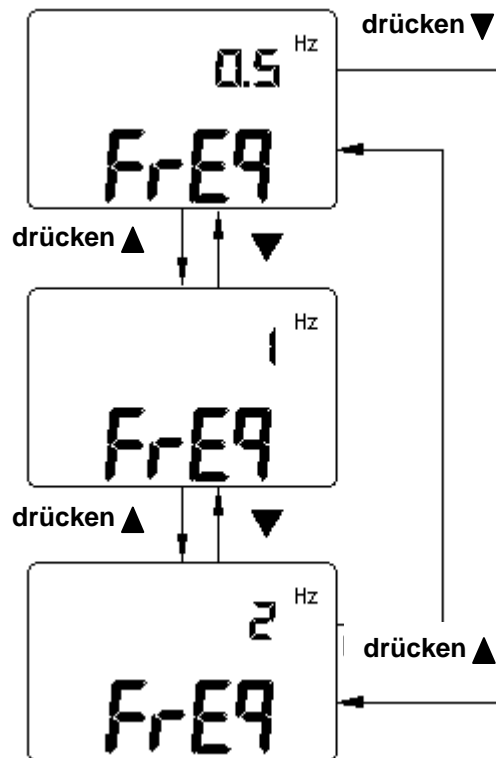 drücken ▼
Hz
0.5
FrEq
drücken ▲ ▼
Hz
1
FrEq
drücken ▲ ▼
Hz
2
drücken ▲
FrEq